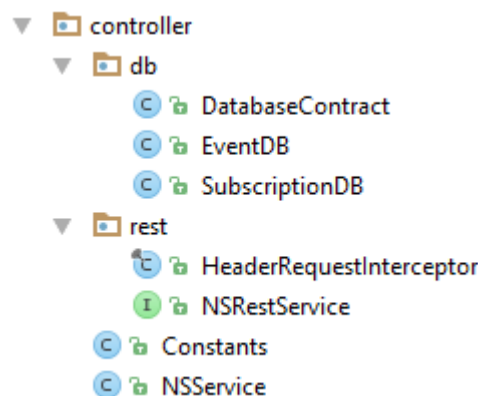 controller
db
DatabaseContract
EventDB
SubscriptionDB
rest
HeaderRequestInterceptor
NSRestService
Constants
NSService